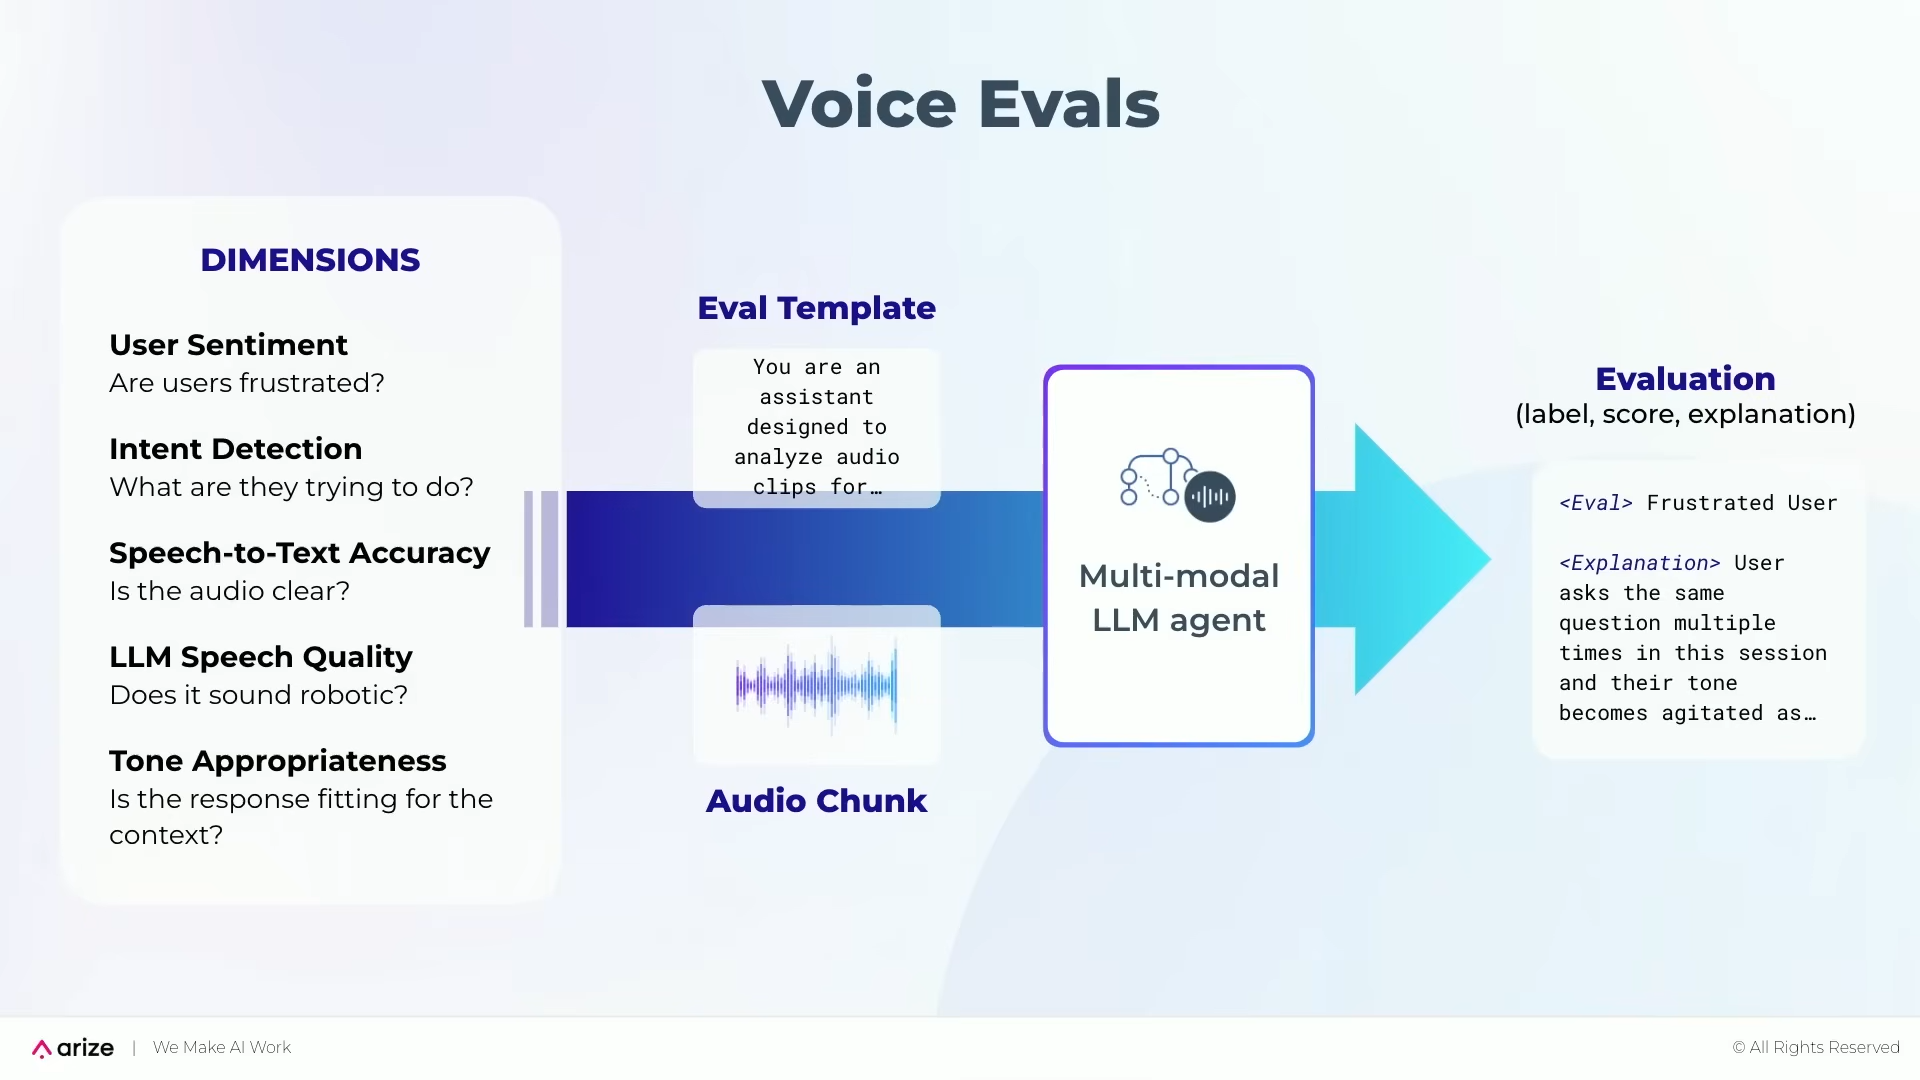 Voice Evals
DIMENSIONS
User Sentiment
Are users frustrated?
Intent Detection
What are they trying to do?
Speech-to-Text Accuracy
Is the audio clear?
LLM Speech Quality
Does it sound robotic?
Tone Appropriateness
Is the response fitting for the
context?
Eval Template
You are an
assistant
designed to
analyze audio
clips for…
Audio Chunk
Multi-modal
LLM agent
Evaluation
(label, score, explanation)
<Eval> Frustrated User
<Explanation> User
asks the same
question multiple
times in this session
and their tone
becomes agitated as…
arize | We Make AI Work
© All Rights Reserved